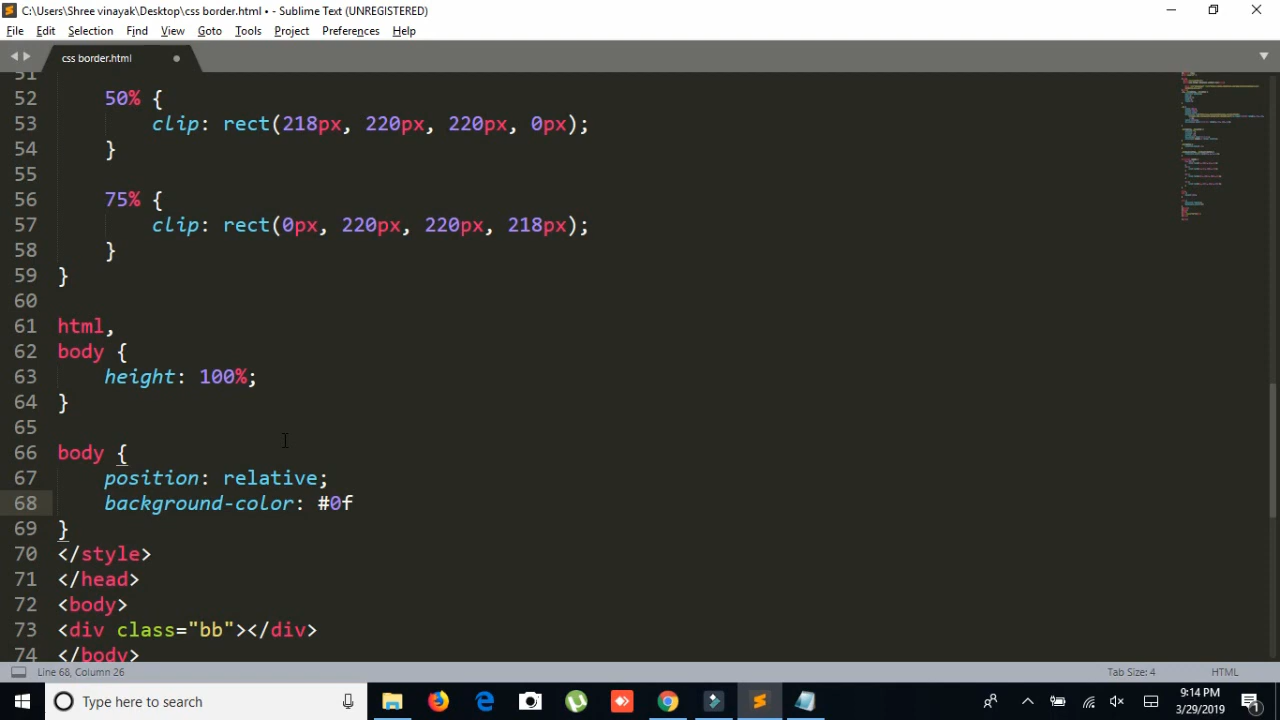 C:\Users\Shree vinayak\Desktop\css border.html • - Sublime Text (UNREGISTERED)
File Edit Selection Find View Goto Tools Project Preferences Help
css border.html
51
52 50% {
53 clip: rect(218px, 220px, 220px, 0px);
54 }
55
56 75% {
57 clip: rect(0px, 220px, 220px, 218px);
58 }
59 }
60
61 html,
62 body {
63 height: 100%;
64 }
65
66 body {
67 position: relative;
68 background-color: #0f
69 }
70 </style>
71 </head>
72 <body>
73 <div class="bb"></div>
74 </body>
Line 68, Column 26 Tab Size: 4 HTML
Type here to search
9:14 PM
3/29/2019
1